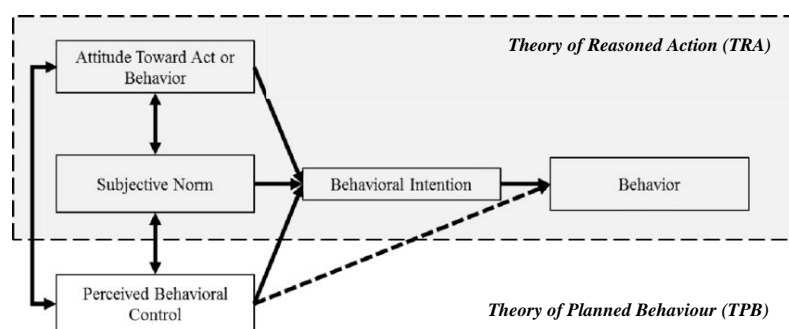 Theory of Reasoned Action (TRA)
Attitude Toward Act or
Behavior
Subjective Norm
Behavioral Intention
Behavior
Perceived Behavioral
Control
Theory of Planned Behaviour (TPB)